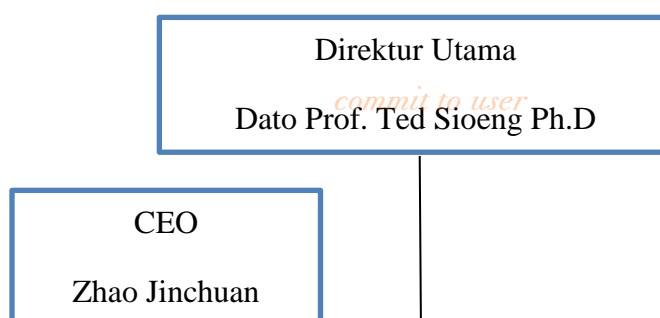 Direktur Utama
commit to user
Dato Prof. Ted Sioeng Ph.D
CEO
Zhao Jinchuan